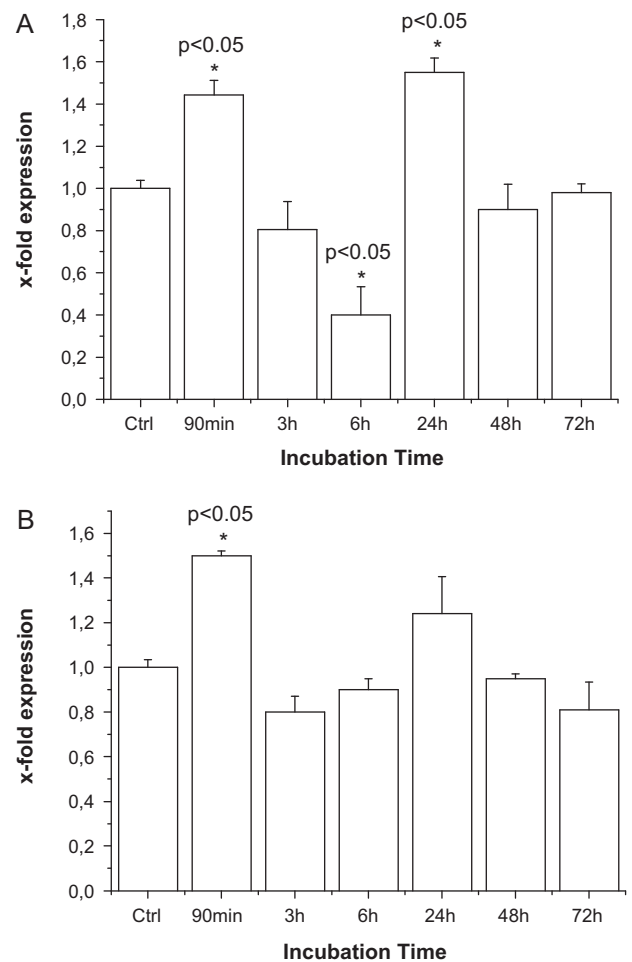 A
1,8
p<0.05
*
p<0.05
*
1,6
1,4
1,2
1,0
0,8
p<0.05
*
0,6
0,4
0,2
0,0
x-fold expression
Ctrl 90min 3h 6h 24h 48h 72h
Incubation Time
B
p<0.05
*
1,6
1,4
1,2
1,0
0,8
0,6
0,4
0,2
0,0
x-fold expression
Ctrl 90min 3h 6h 24h 48h 72h
Incubation Time